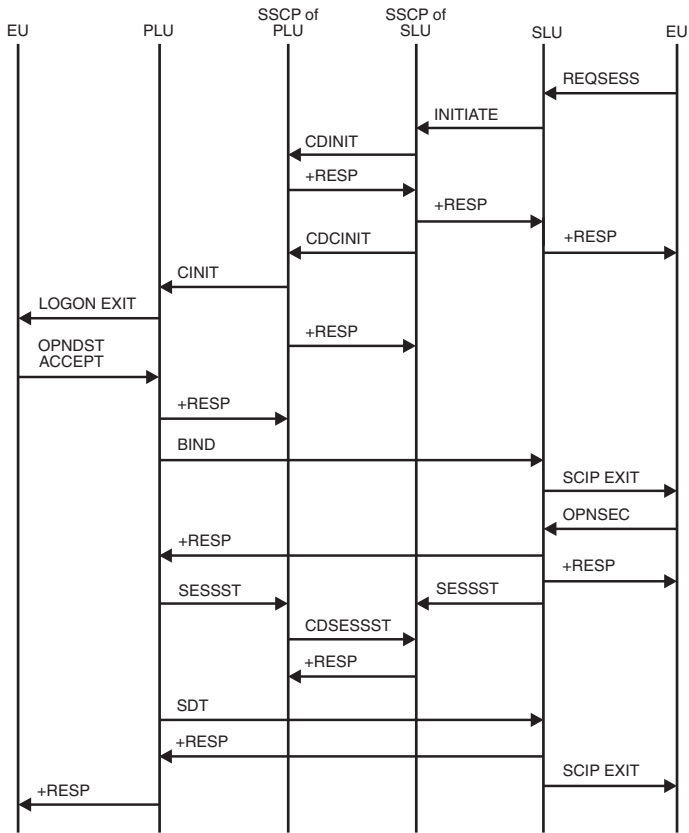 EU
PLU
SSCP of
PLU
SSCP of
SLU
SLU
EU
REQSESS
INITIATE
CDINIT
+RESP
+RESP
+RESP
CDCINIT
CINIT
LOGON EXIT
+RESP
OPNDST
ACCEPT
+RESP
BIND
SCIP EXIT
OPNSEC
+RESP
+RESP
SESSST
SESSST
CDSESSST
+RESP
SDT
+RESP
SCIP EXIT
+RESP